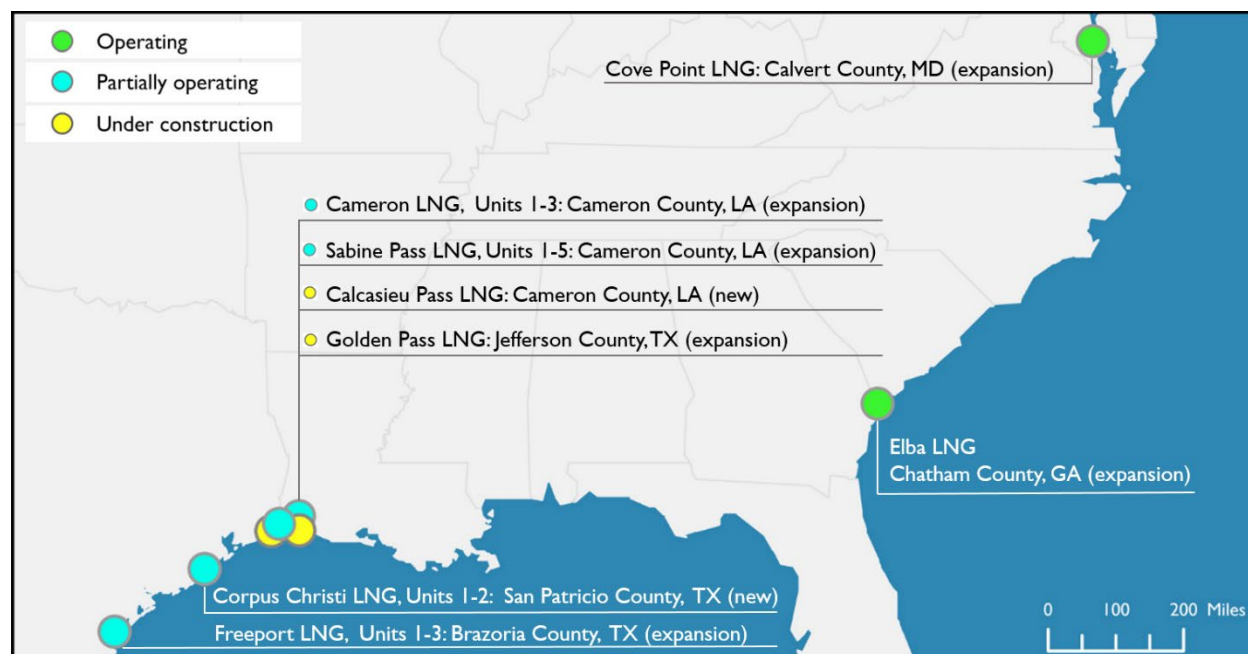 Operating
Partially operating
Under construction
Cove Point LNG: Calvert County, MD (expansion)
Cameron LNG, Units 1-3: Cameron County, LA (expansion)
Sabine Pass LNG, Units 1-5: Cameron County, LA (expansion)
Calcasieu Pass LNG: Cameron County, LA (new)
Golden Pass LNG: Jefferson County, TX (expansion)
Elba LNG
Chatham County, GA (expansion)
Corpus Christi LNG, Units 1-2: San Patricio County, TX (new)
Freeport LNG, Units 1-3: Brazoria County, TX (expansion)
0 100 200 Miles